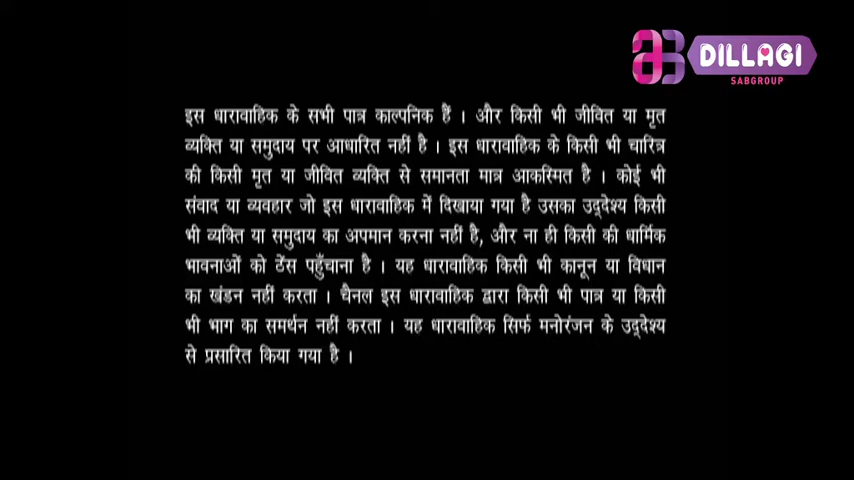 DILLAGI
SABGROUP
इस धारावाहिक के सभी पात्र काल्पनिक हैं । और किसी भी जीवित या मृत
व्यक्ति या समुदाय पर आधारित नहीं है । इस धारावाहिक के किसी भी चारित्र
की किसी मृत या जीवित व्यक्ति से समानता मात्र आकस्मित है । कोई भी
संवाद या व्यवहार जो इस धारावाहिक में दिखाया गया है उसका उद्देश्य किसी
भी व्यक्ति या समुदाय का अपमान करना नहीं है, और ना ही किसी की धार्मिक
भावनाओं को ठेंस पहुँचाना है । यह धारावाहिक किसी भी कानून या विधान
का खंडन नहीं करता । चैनल इस धारावाहिक द्वारा किसी भी पात्र या किसी
भी भाग का समर्थन नहीं करता । यह धारावाहिक सिर्फ मनोरंजन के उद्देश्य
से प्रसारित किया गया है ।